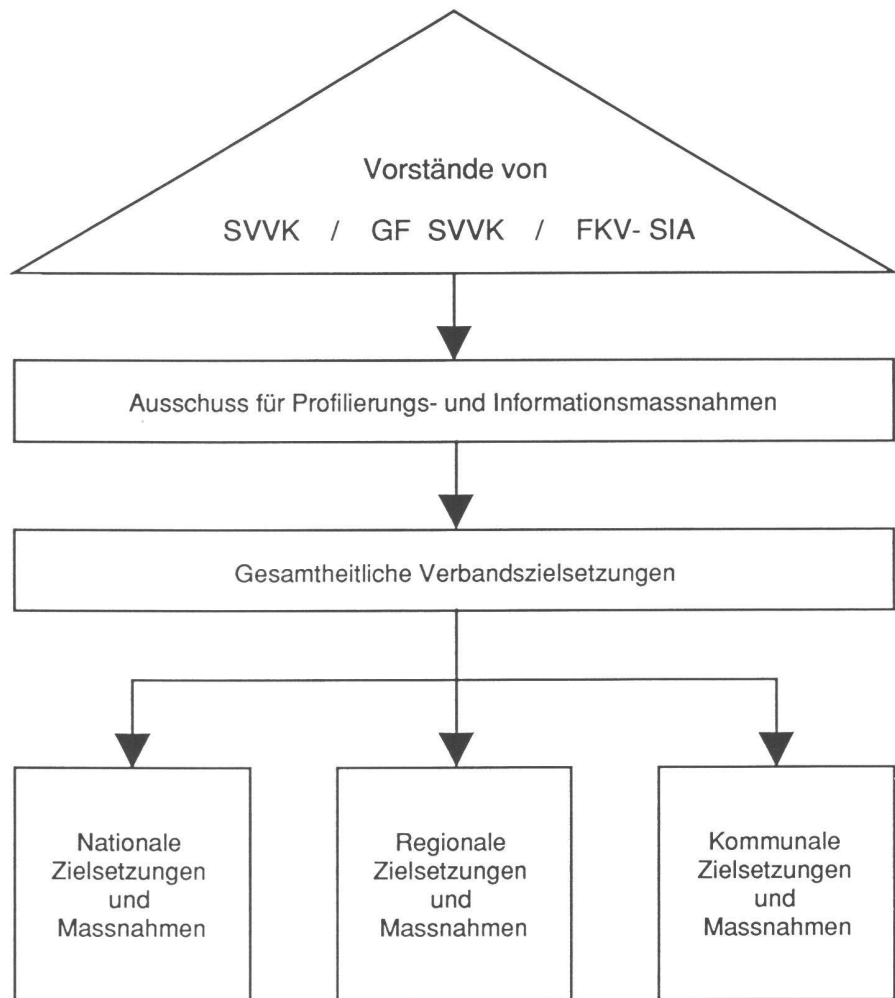 Vorstände von
SVVK / GF SVVK / FKV- SIA
Ausschuss für Profilierungs- und Informationsmassnahmen
Gesamtheitliche Verbandszielsetzungen
Nationale
Zielsetzungen
und
Massnahmen
Regionale
Zielsetzungen
und
Massnahmen
Kommunale
Zielsetzungen
und
Massnahmen